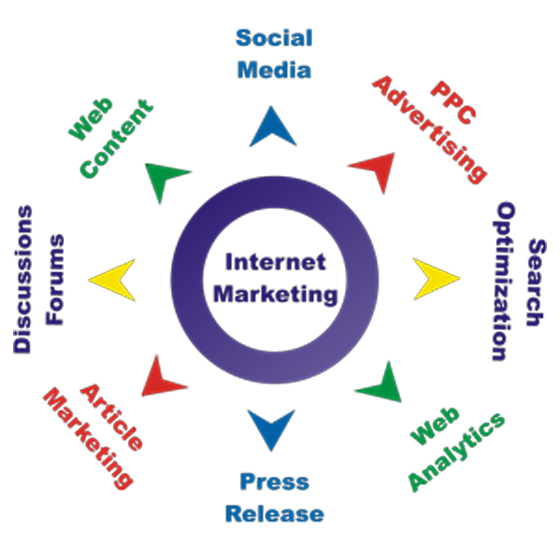 Social
Media
PPC
Advertising
Search
Optimization
Web
Analytics
Press
Release
Article
Marketing
Discussions
Forums
Web
Content
Internet
Marketing